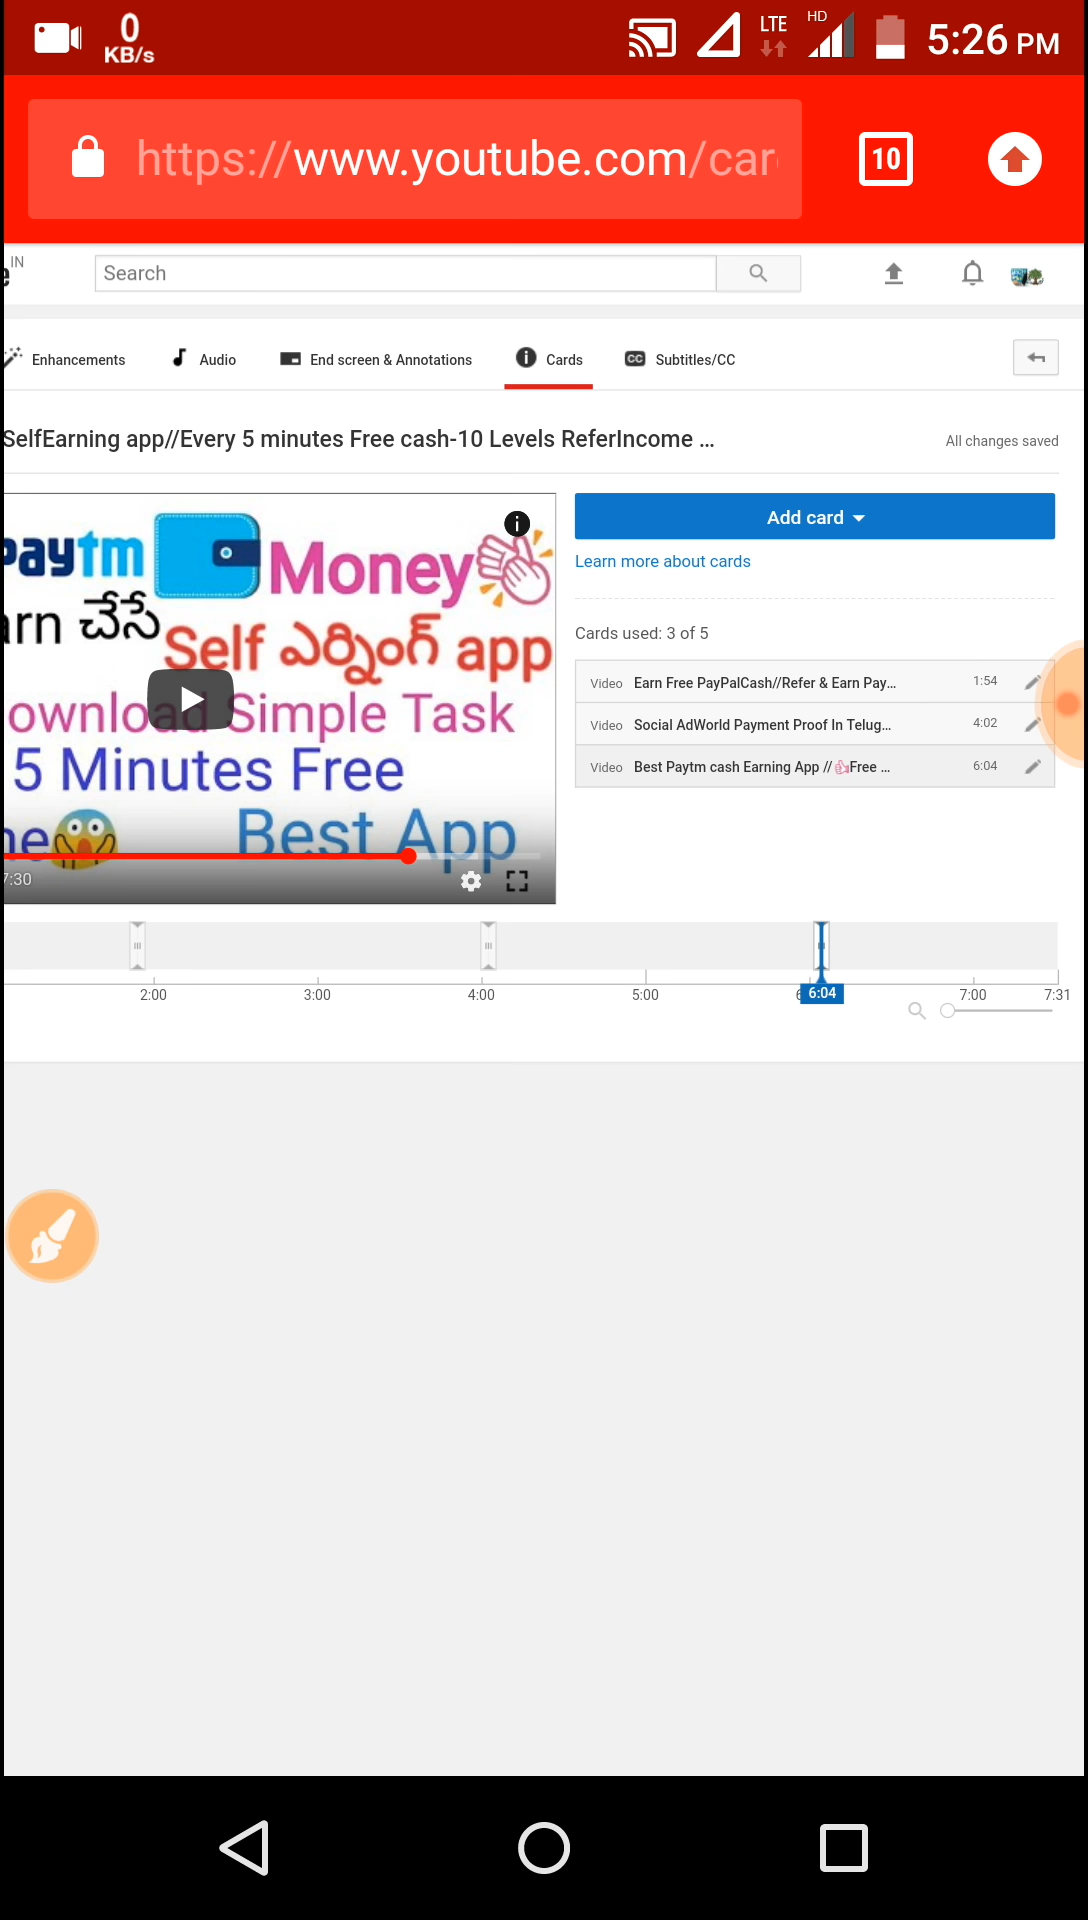 0
KB/s
LTE
HD
5:26 PM
https://www.youtube.com/car
10
e IN
Search
Enhancements
Audio
End screen & Annotations
Cards
CC
Subtitles/CC
SelfEarning app//Every 5 minutes Free cash-10 Levels ReferIncome ...
All changes saved
paytm
Money
arn చేసే
Self ఎర్నింగ్ app
ownload Simple Task
5 Minutes Free
me
Best App
7:30
Add card
Learn more about cards
Cards used: 3 of 5
Video Earn Free PayPalCash//Refer & Earn Pay... 1:54
Video Social AdWorld Payment Proof In Telug... 4:02
Video Best Paytm cash Earning App // Free ... 6:04
2:00 3:00 4:00 5:00 6:04 7:00 7:31